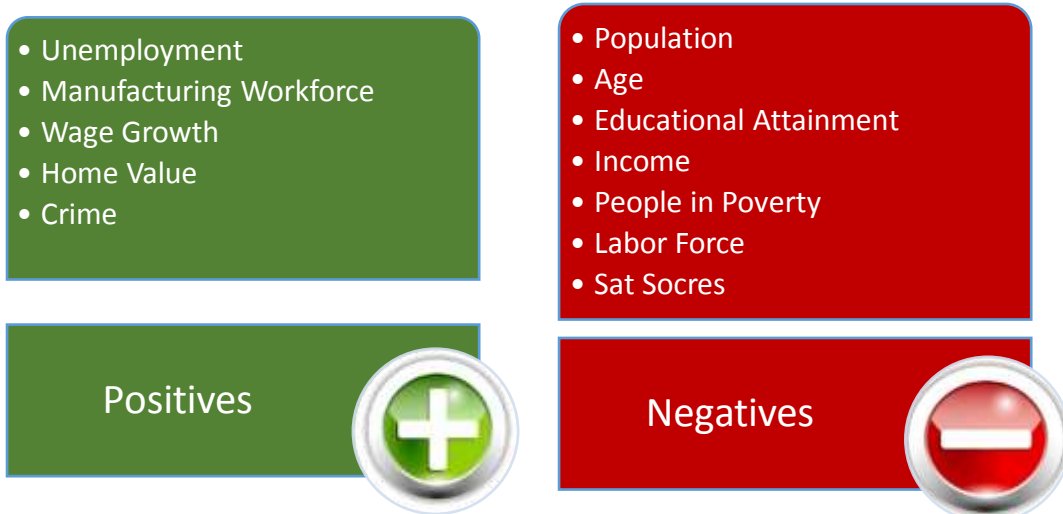 • Unemployment
• Manufacturing Workforce
• Wage Growth
• Home Value
• Crime
Positives
• Population
• Age
• Educational Attainment
• Income
• People in Poverty
• Labor Force
• Sat Socres
Negatives